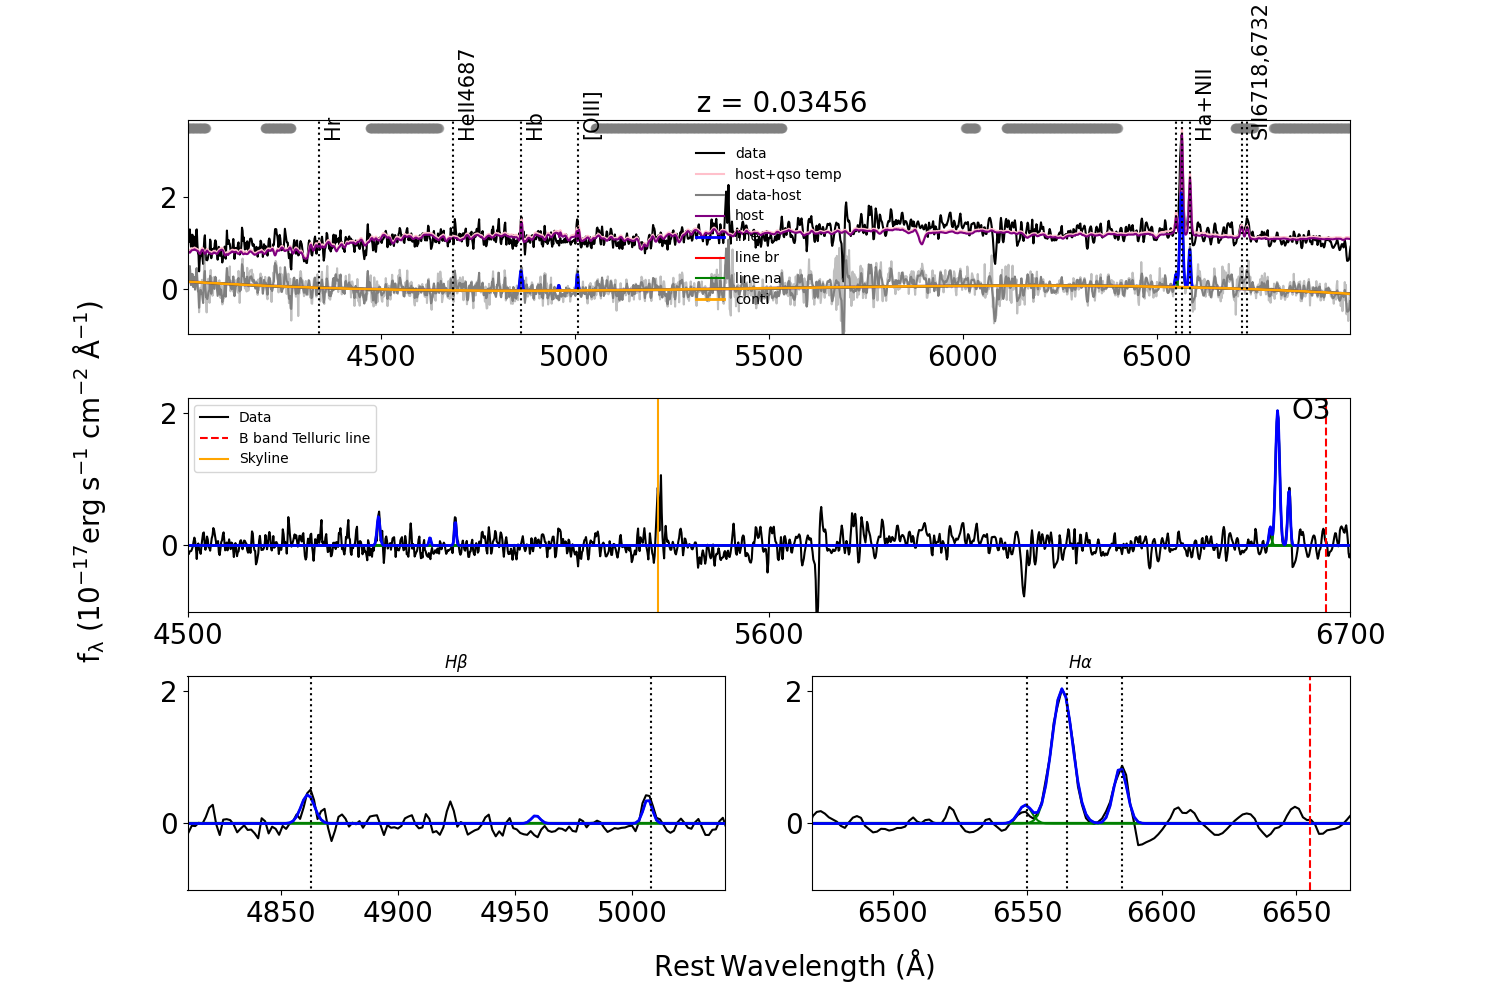 z = 0.03456
Hr
HeII4687
Hb
[OIII]
Ha+NII
SII6718,6732
data
host+qso temp
data-host
host
line br
line na
conti
2
0
4500 5000 5500 6000 6500
Data
B band Telluric line
Skyline
O3
2
0
4500 5600 6700
fλ (10−17erg s−1 cm−2 Å−1)
Hβ
2
0
4850 4900 4950 5000
Hα
2
0
6500 6550 6600 6650
Rest Wavelength (Å)